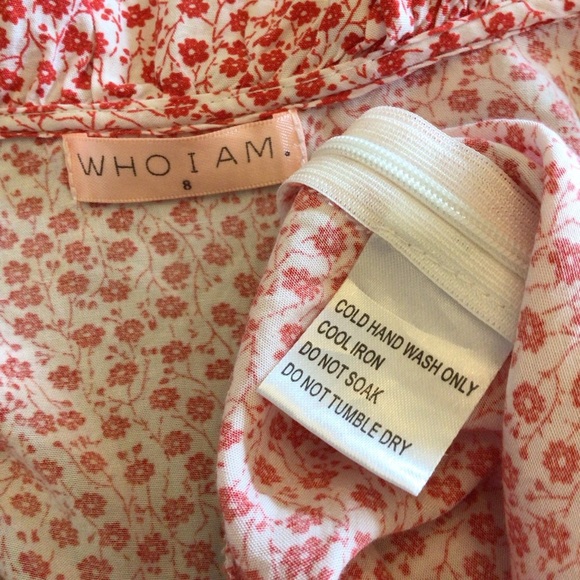 WHO I AM.
8
COLD HAND WASH ONLY
COOL IRON
DO NOT SOAK
DO NOT TUMBLE DRY